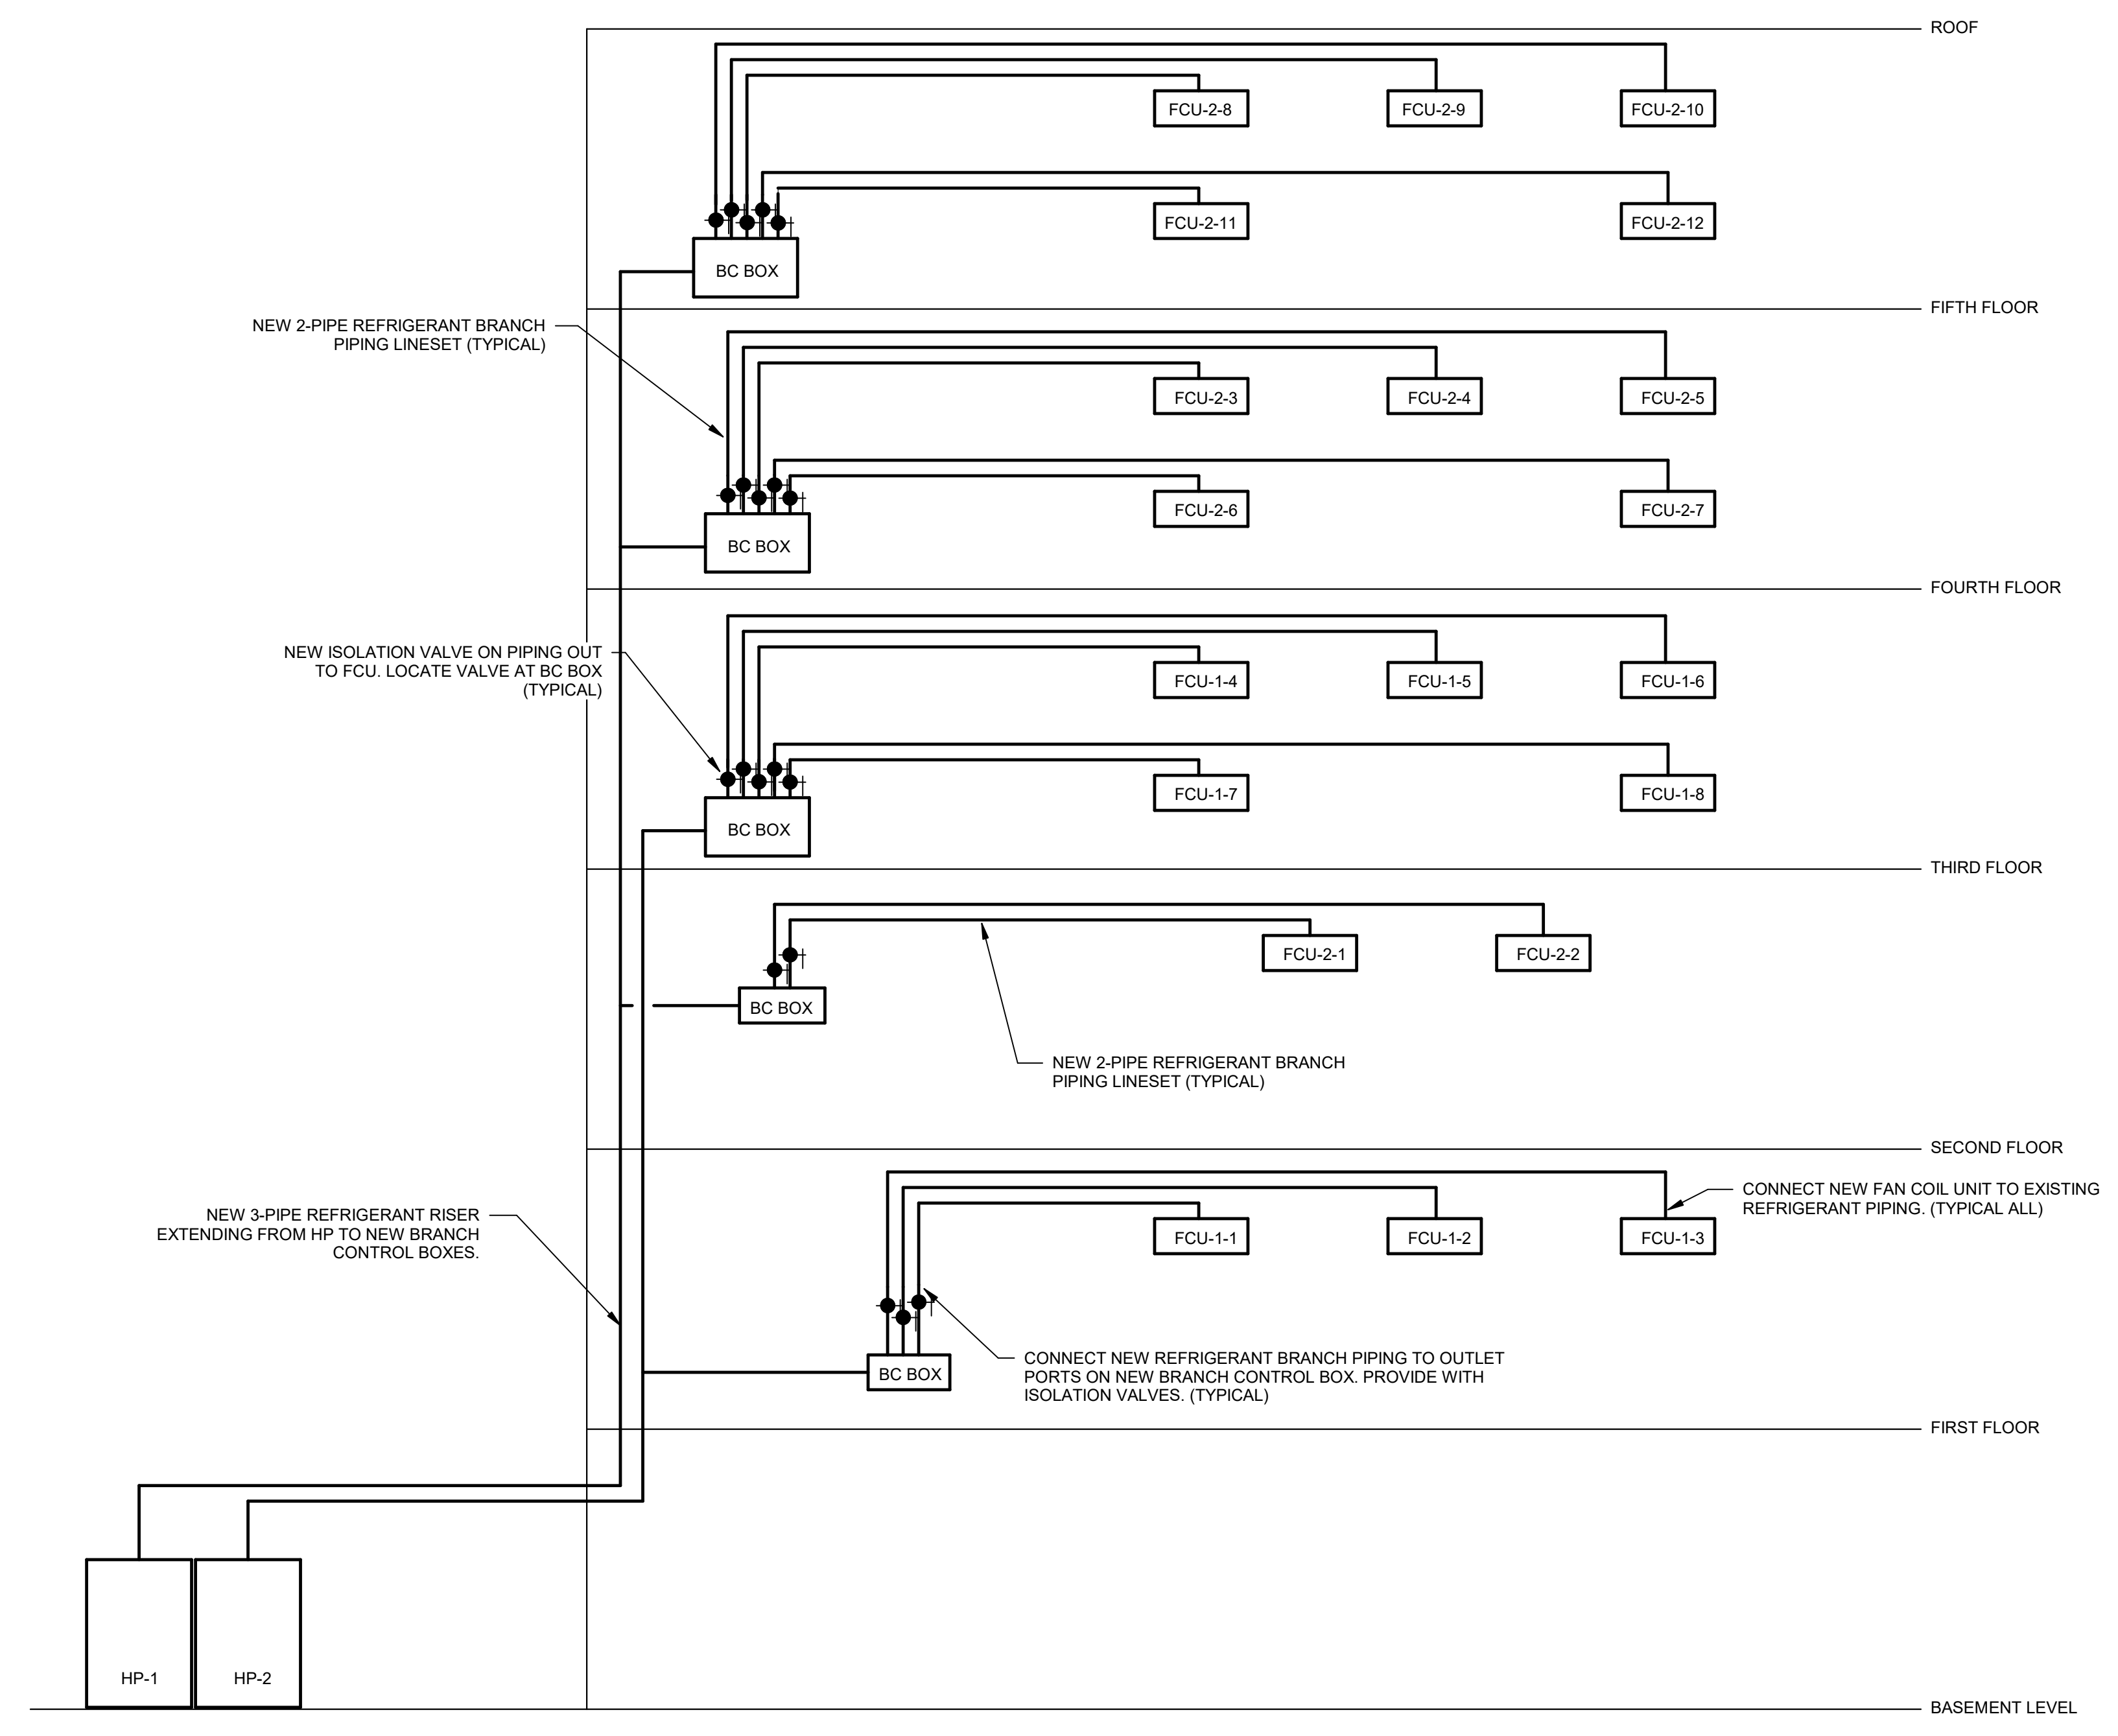 ROOF
FCU-2-8
FCU-2-9
FCU-2-10
FCU-2-11
FCU-2-12
BC BOX
FIFTH FLOOR
NEW 2-PIPE REFRIGERANT BRANCH
PIPING LINESET (TYPICAL)
FCU-2-3
FCU-2-4
FCU-2-5
FCU-2-6
FCU-2-7
BC BOX
FOURTH FLOOR
NEW ISOLATION VALVE ON PIPING OUT
TO FCU. LOCATE VALVE AT BC BOX
(TYPICAL)
FCU-1-4
FCU-1-5
FCU-1-6
FCU-1-7
FCU-1-8
BC BOX
THIRD FLOOR
FCU-2-1
FCU-2-2
BC BOX
NEW 2-PIPE REFRIGERANT BRANCH
PIPING LINESET (TYPICAL)
SECOND FLOOR
NEW 3-PIPE REFRIGERANT RISER
EXTENDING FROM HP TO NEW BRANCH
CONTROL BOXES.
FCU-1-1
FCU-1-2
FCU-1-3
CONNECT NEW FAN COIL UNIT TO EXISTING
REFRIGERANT PIPING. (TYPICAL ALL)
BC BOX
CONNECT NEW REFRIGERANT BRANCH PIPING TO OUTLET
PORTS ON NEW BRANCH CONTROL BOX. PROVIDE WITH
ISOLATION VALVES. (TYPICAL)
FIRST FLOOR
HP-1
HP-2
BASEMENT LEVEL